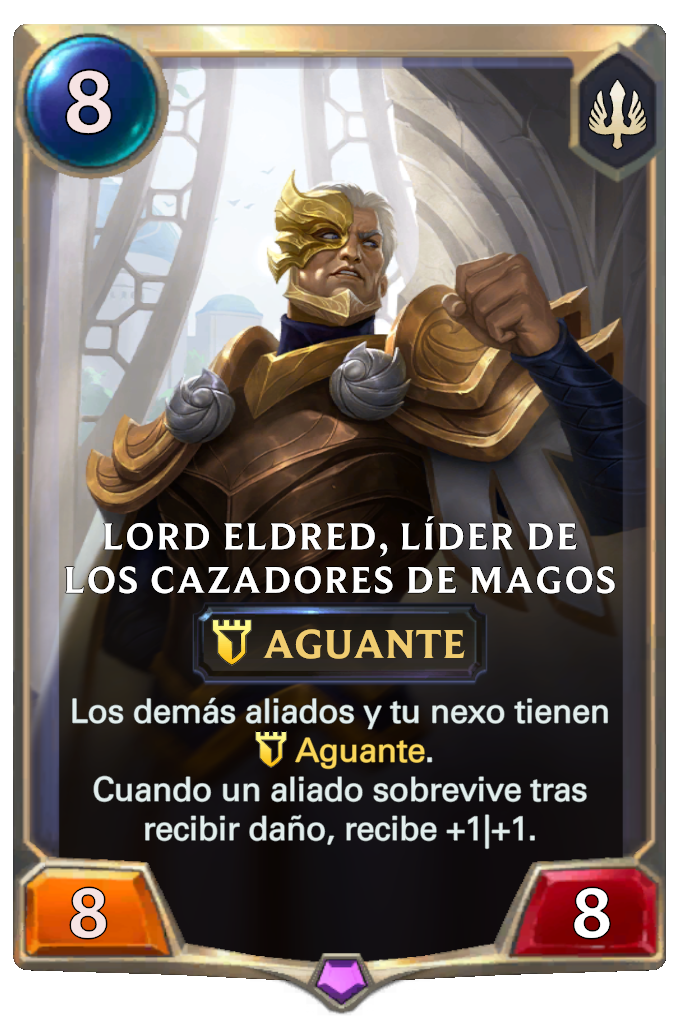 8
LORD ELDRED, LÍDER DE
LOS CAZADORES DE MAGOS
AGUANTE
Los demás aliados y tu nexo tienen
Aguante.
Cuando un aliado sobrevive tras
recibir daño, recibe +1|+1.
8
8